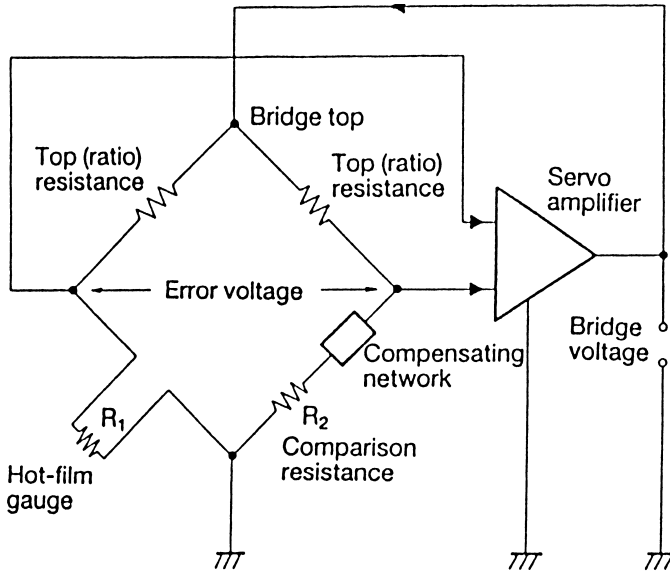 Bridge top
Top (ratio)
resistance
Top (ratio)
resistance
Servo
amplifier
Error voltage
Bridge
voltage
Compensating
network
R1
R2
Comparison
resistance
Hot-film
gauge